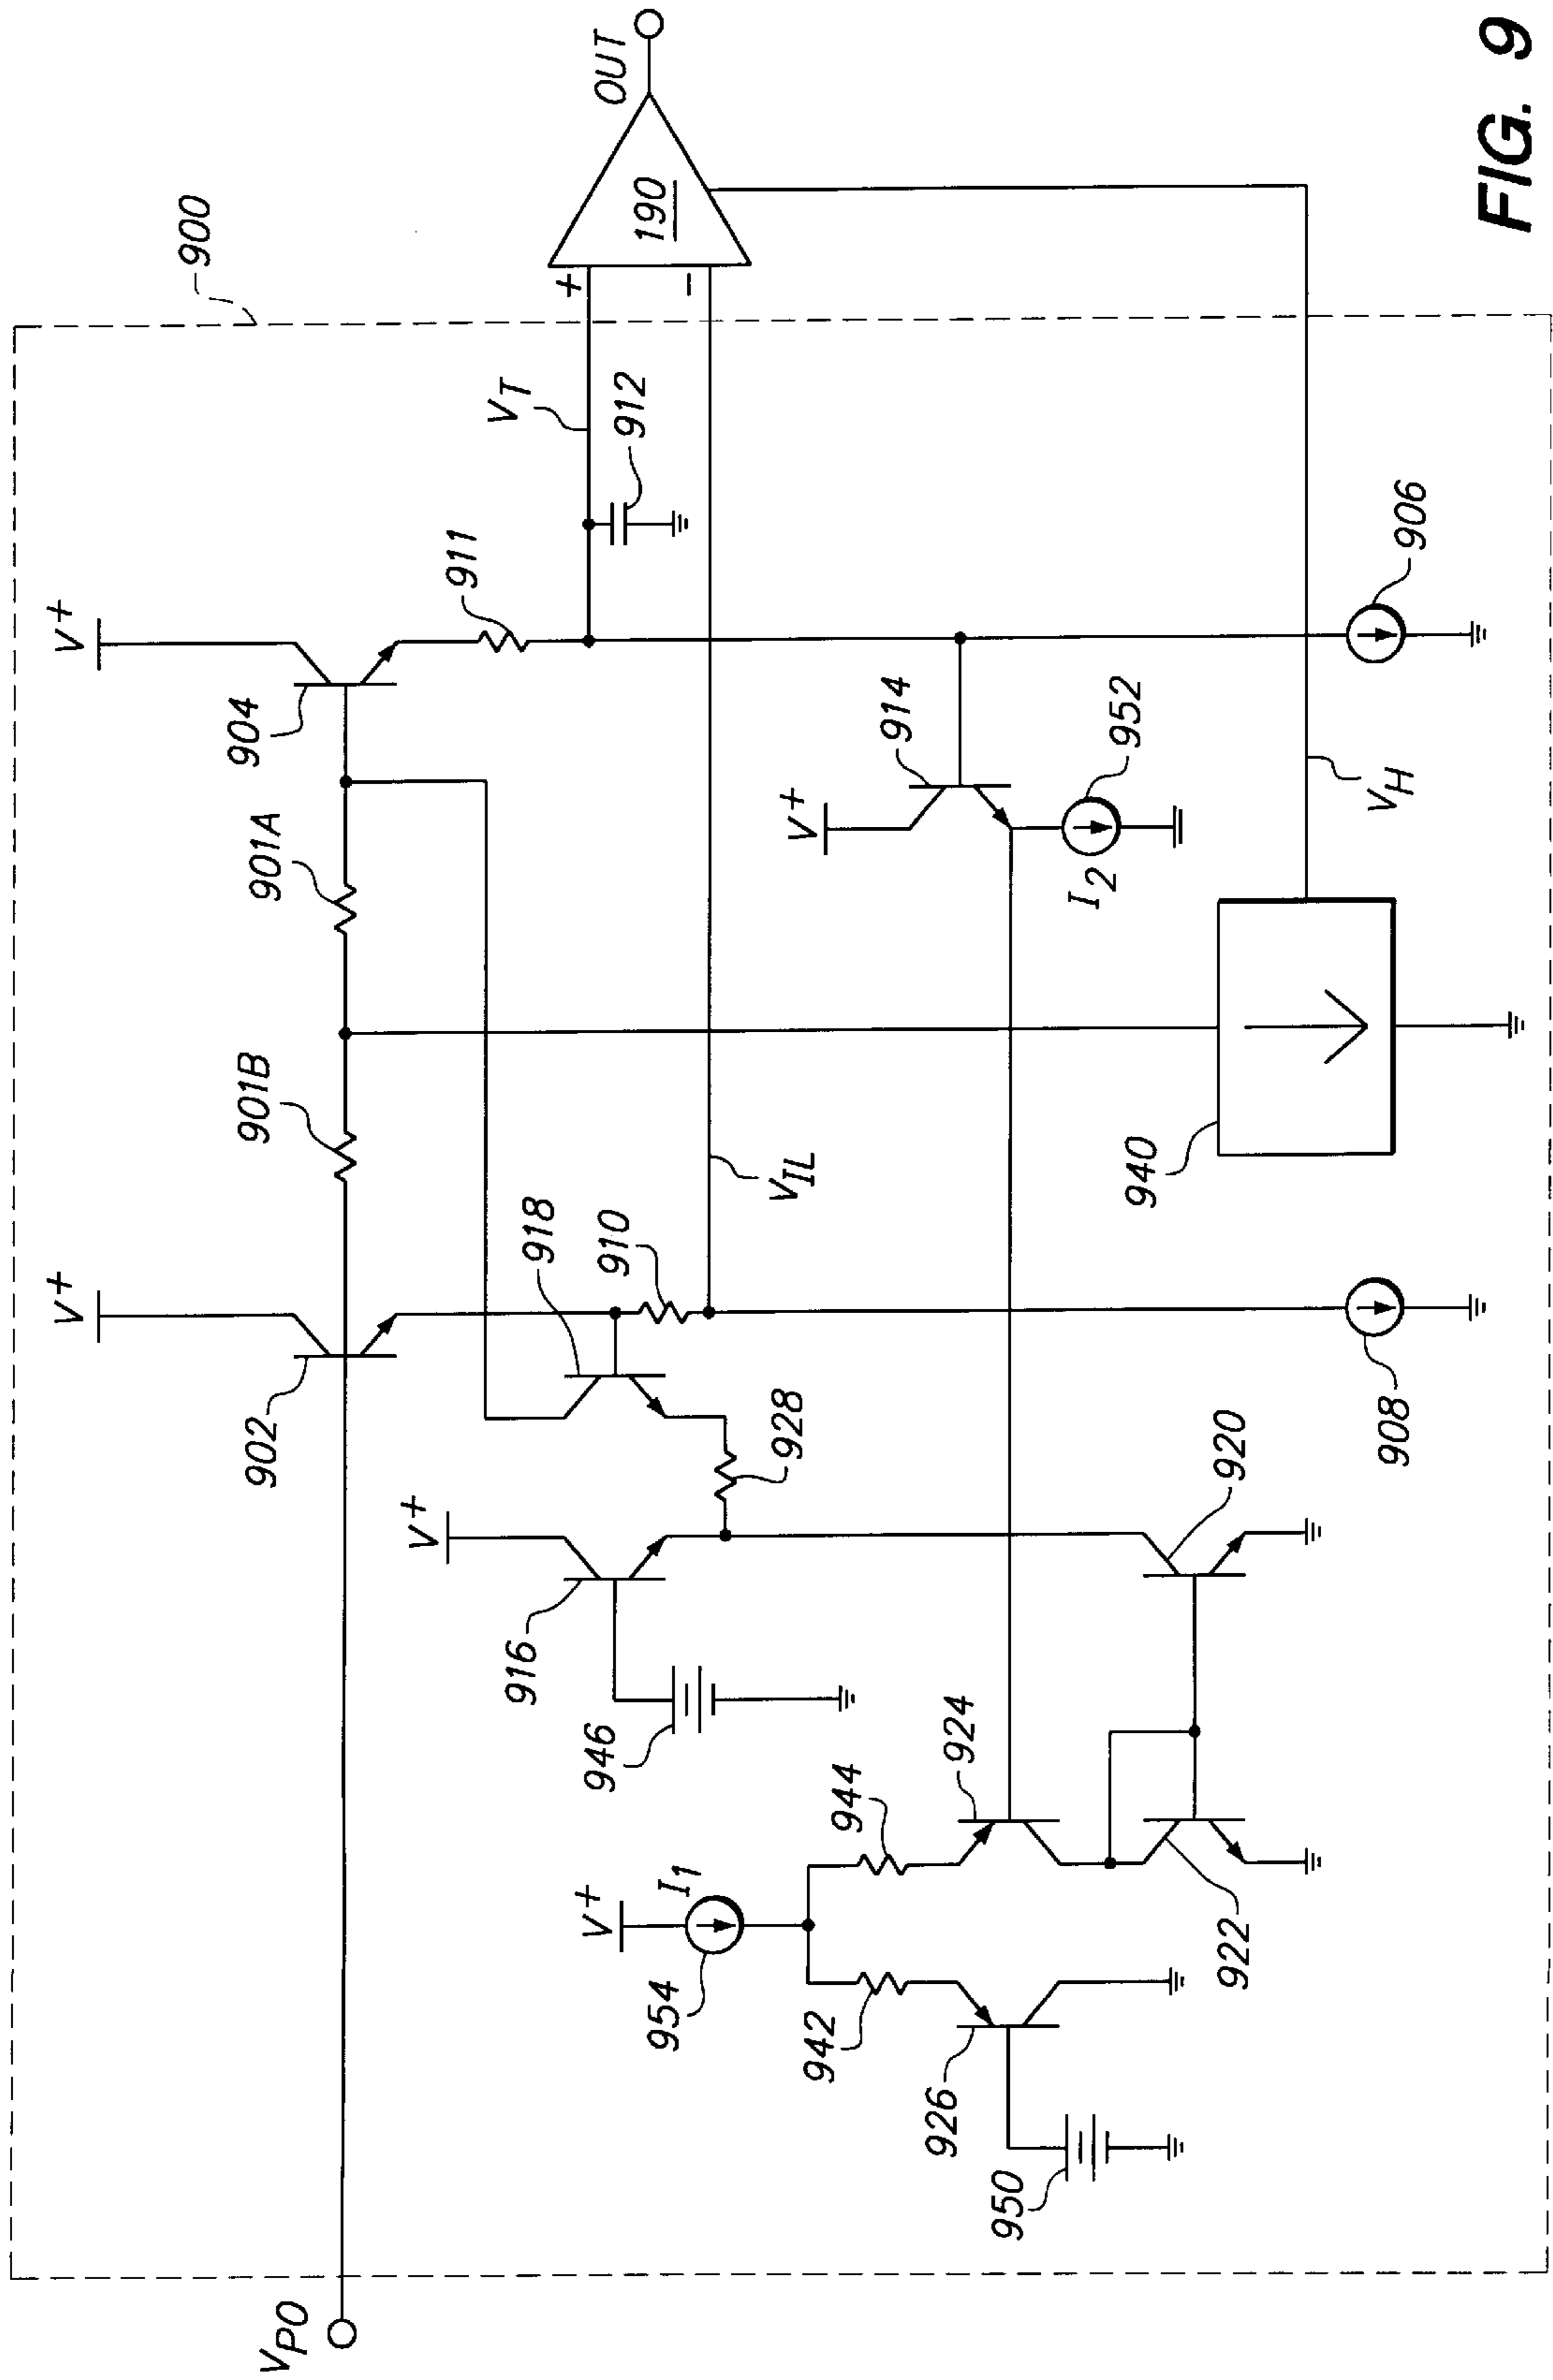 900
V+
V+
902
904
901B
901A
OUT
VPO
V+
916
918
911
VT
+
190
−
946
928
910
912
V+
I1
954
944
942
924
VIL
V+
914
952
I2
926
950
922
920
940
VH
908
906
FIG. 9